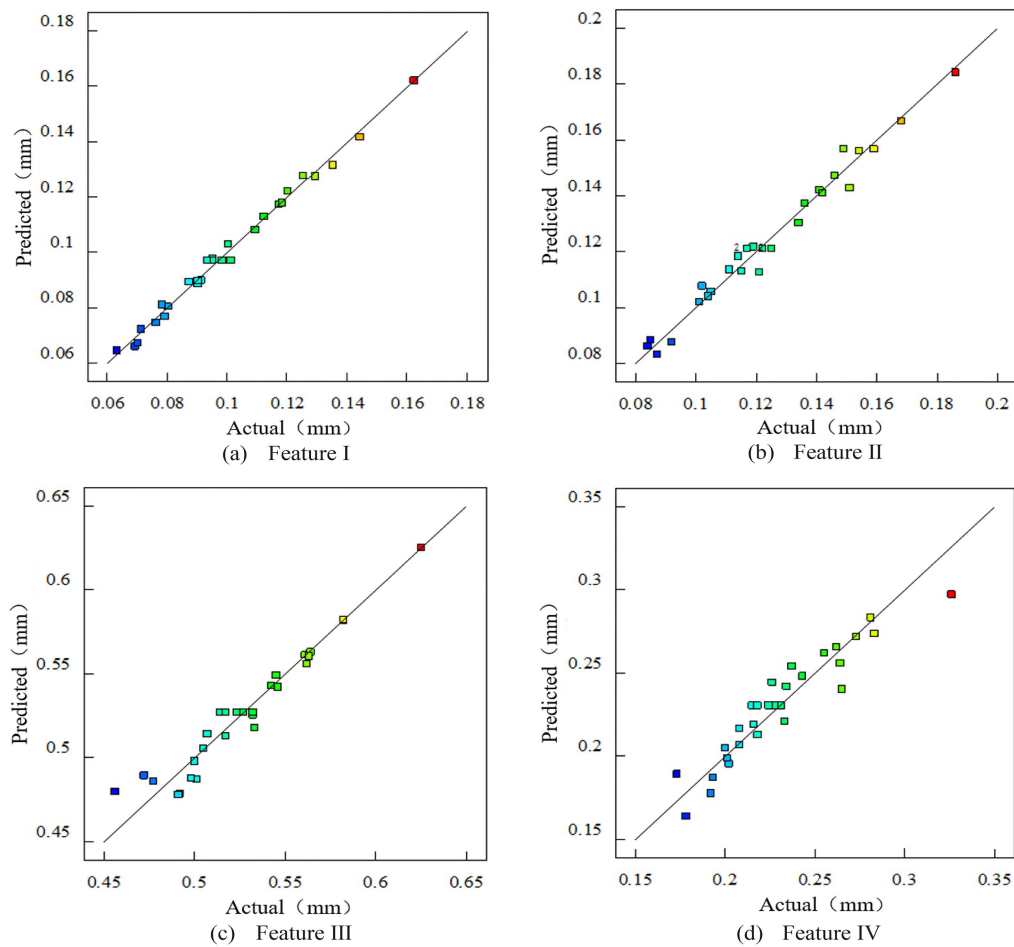 0.18
0.16
0.14
0.12
0.1
0.08
0.06
Predicted（mm）
0.06 0.08 0.1 0.12 0.14 0.16 0.18
Actual（mm）
(a) Feature I
0.2
0.18
0.16
0.14
0.12
0.1
0.08
Predicted（mm）
2 2
0.08 0.1 0.12 0.14 0.16 0.18 0.2
Actual（mm）
(b) Feature II
0.65
0.6
0.55
0.5
0.45
Predicted（mm）
0.45 0.5 0.55 0.6 0.65
Actual（mm）
(c) Feature III
0.35
0.3
0.25
0.2
0.15
Predicted（mm）
0.15 0.2 0.25 0.3 0.35
Actual（mm）
(d) Feature IV